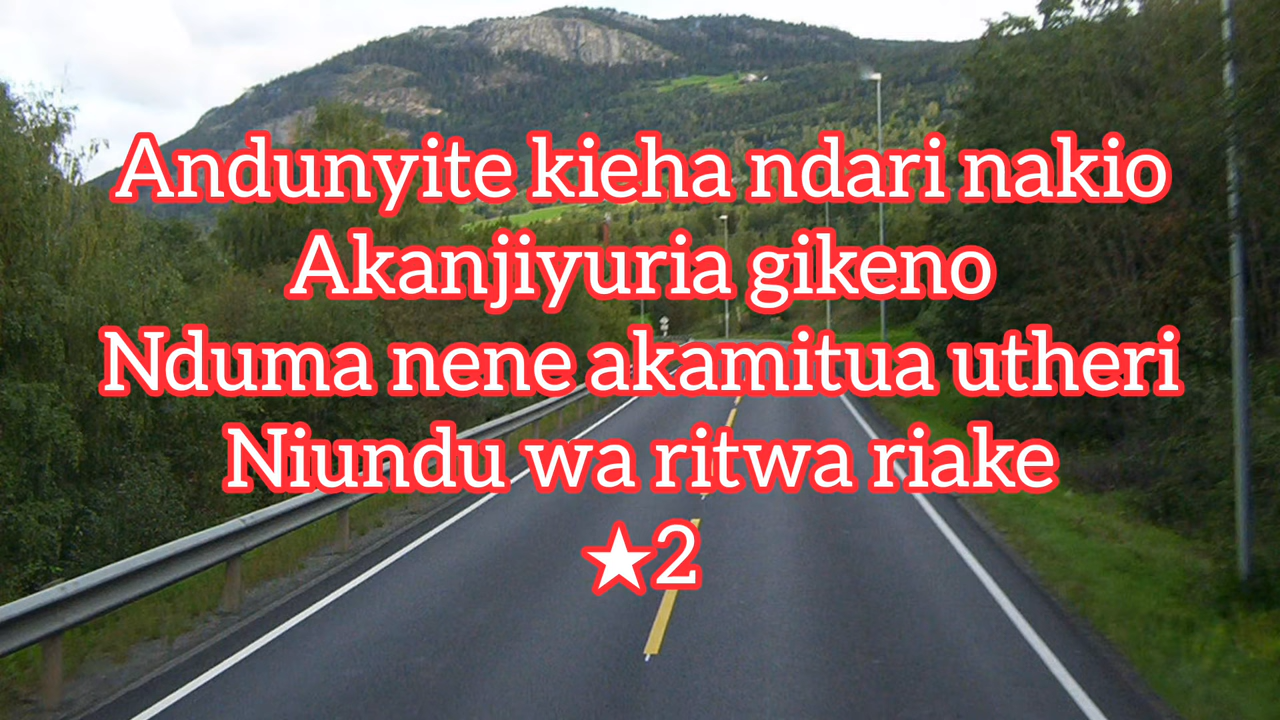 Andunyite kieha ndari nakio
Akanjiyuria gikeno
Nduma nene akamitua utheri
Niundu wa ritwa riake
★2